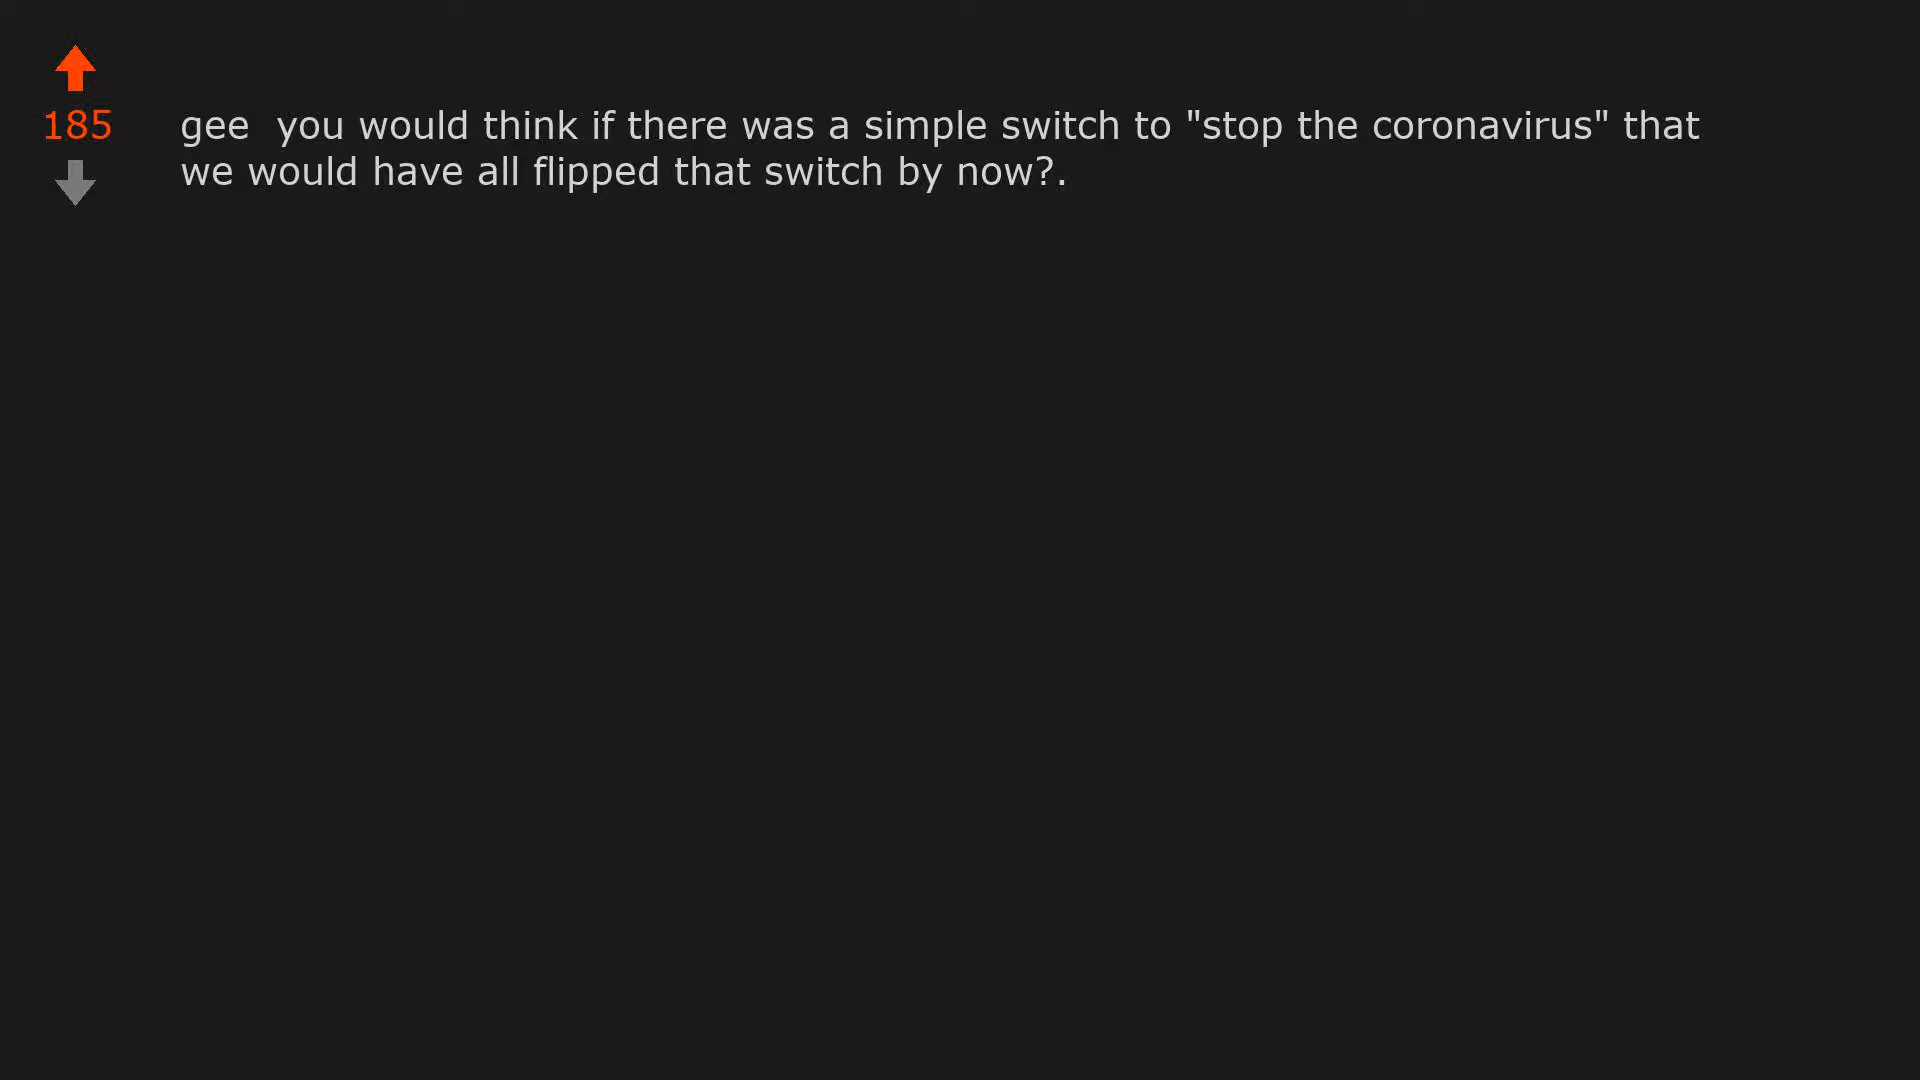 185
gee  you would think if there was a simple switch to "stop the coronavirus" that
we would have all flipped that switch by now?.